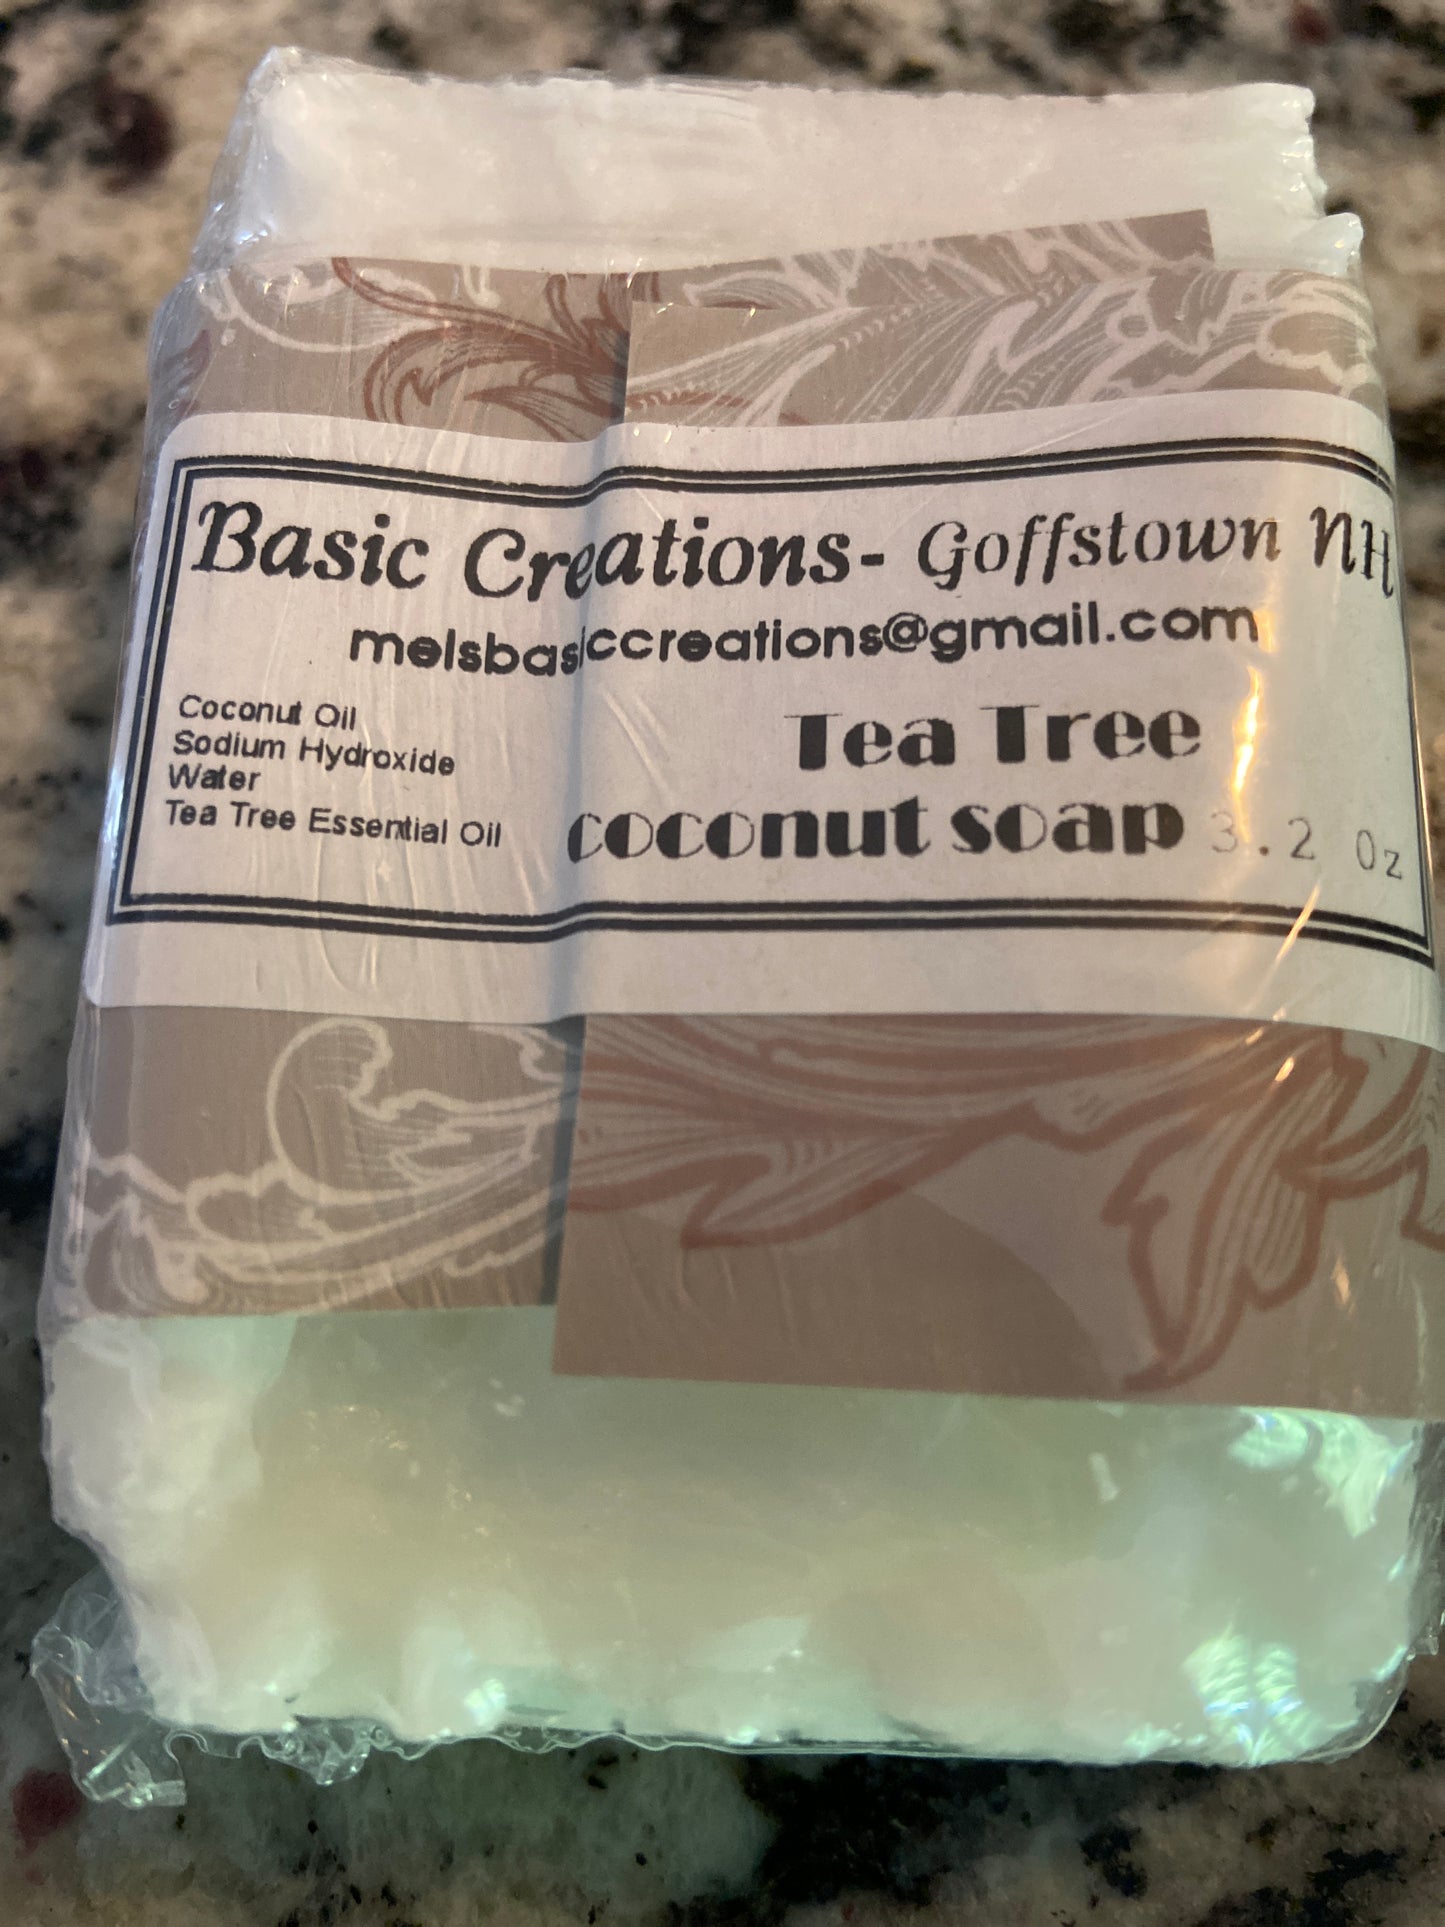 Basic Creations- Goffstown NH
melsbasiccreations@gmail.com
Coconut Oil
Sodium Hydroxide
Water
Tea Tree Essential Oil
Tea Tree
coconut soap 3.2 Oz